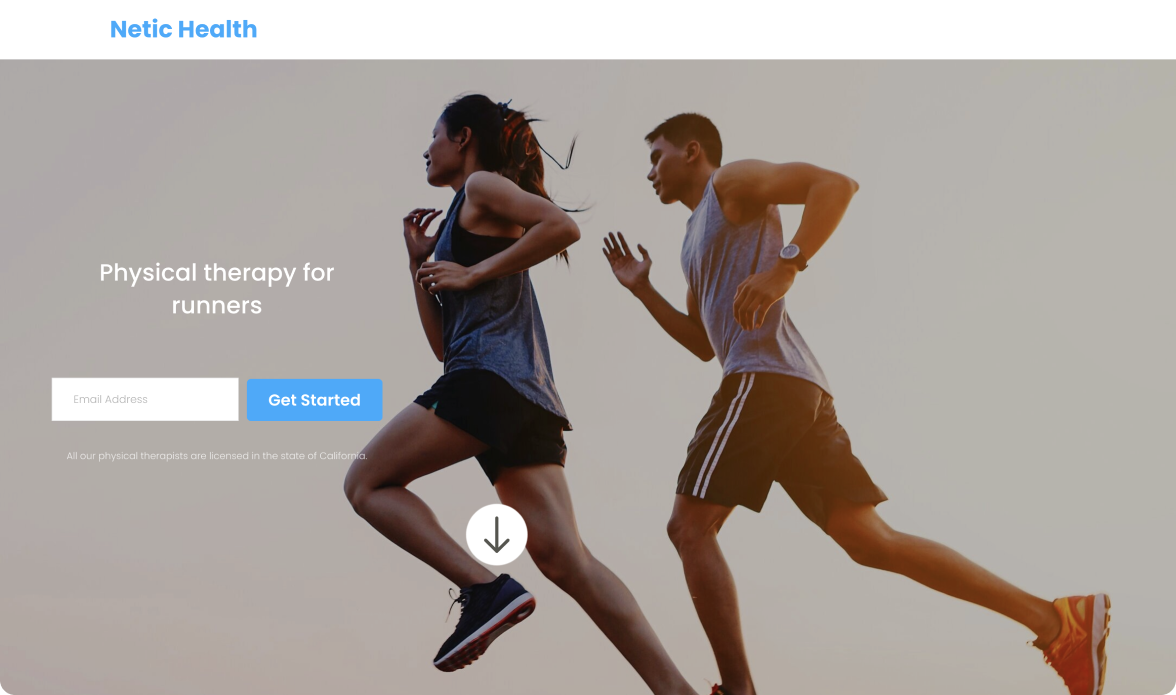 Netic Health
Physical therapy for
runners
Email Address
Get Started
All our physical therapists are licensed in the state of California.